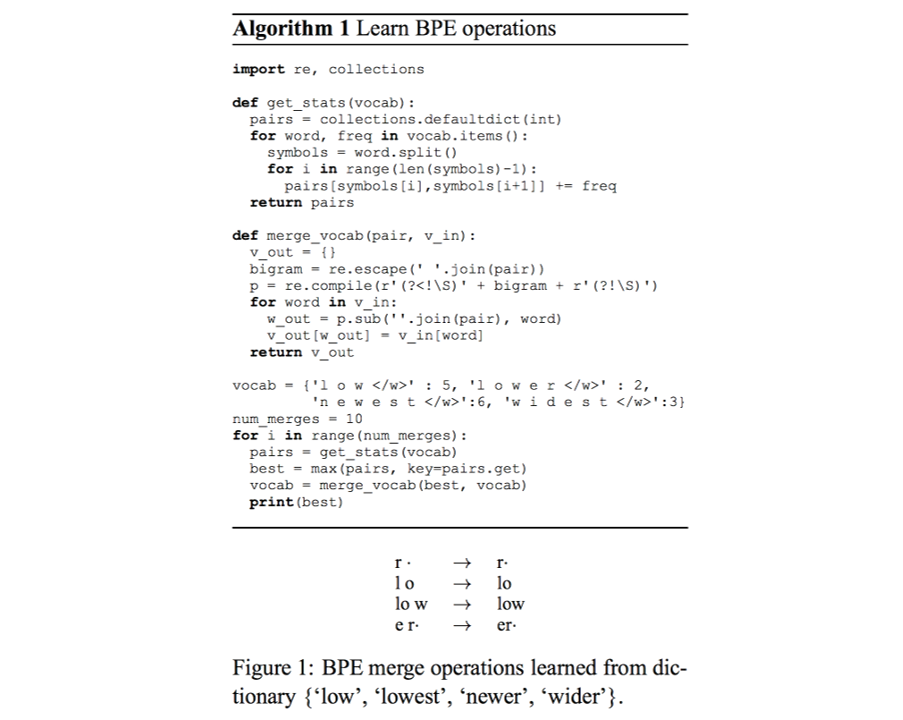 Algorithm 1 Learn BPE operations
import re, collections
def get_stats(vocab):
  pairs = collections.defaultdict(int)
  for word, freq in vocab.items():
    symbols = word.split()
    for i in range(len(symbols)-1):
      pairs[symbols[i],symbols[i+1]] += freq
  return pairs
def merge_vocab(pair, v_in):
  v_out = {}
  bigram = re.escape(' '.join(pair))
  p = re.compile(r'(?<!\S)' + bigram + r'(?!\S)')
  for word in v_in:
    w_out = p.sub(''.join(pair), word)
    v_out[w_out] = v_in[word]
  return v_out
vocab = {'l o w </w>' : 5, 'l o w e r </w>' : 2,
         'n e w e s t </w>':6, 'w i d e s t </w>':3}
num_merges = 10
for i in range(num_merges):
  pairs = get_stats(vocab)
  best = max(pairs, key=pairs.get)
  vocab = merge_vocab(best, vocab)
  print(best)
r · → r·
l o → lo
lo w → low
e r· → er·
Figure 1: BPE merge operations learned from dic-
tionary {‘low’, ‘lowest’, ‘newer’, ‘wider’}.